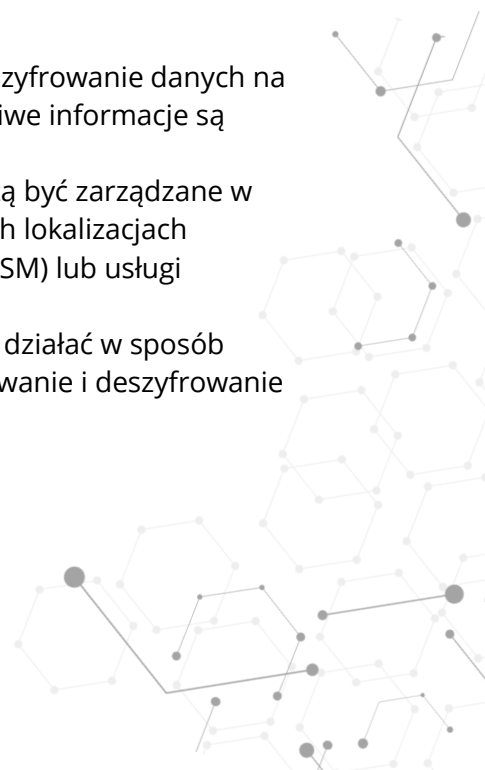 zyfrowanie danych na
iwe informacje są
ą być zarządzane w
h lokalizacjach
SM) lub usługi
działać w sposób
wanie i deszyfrowanie